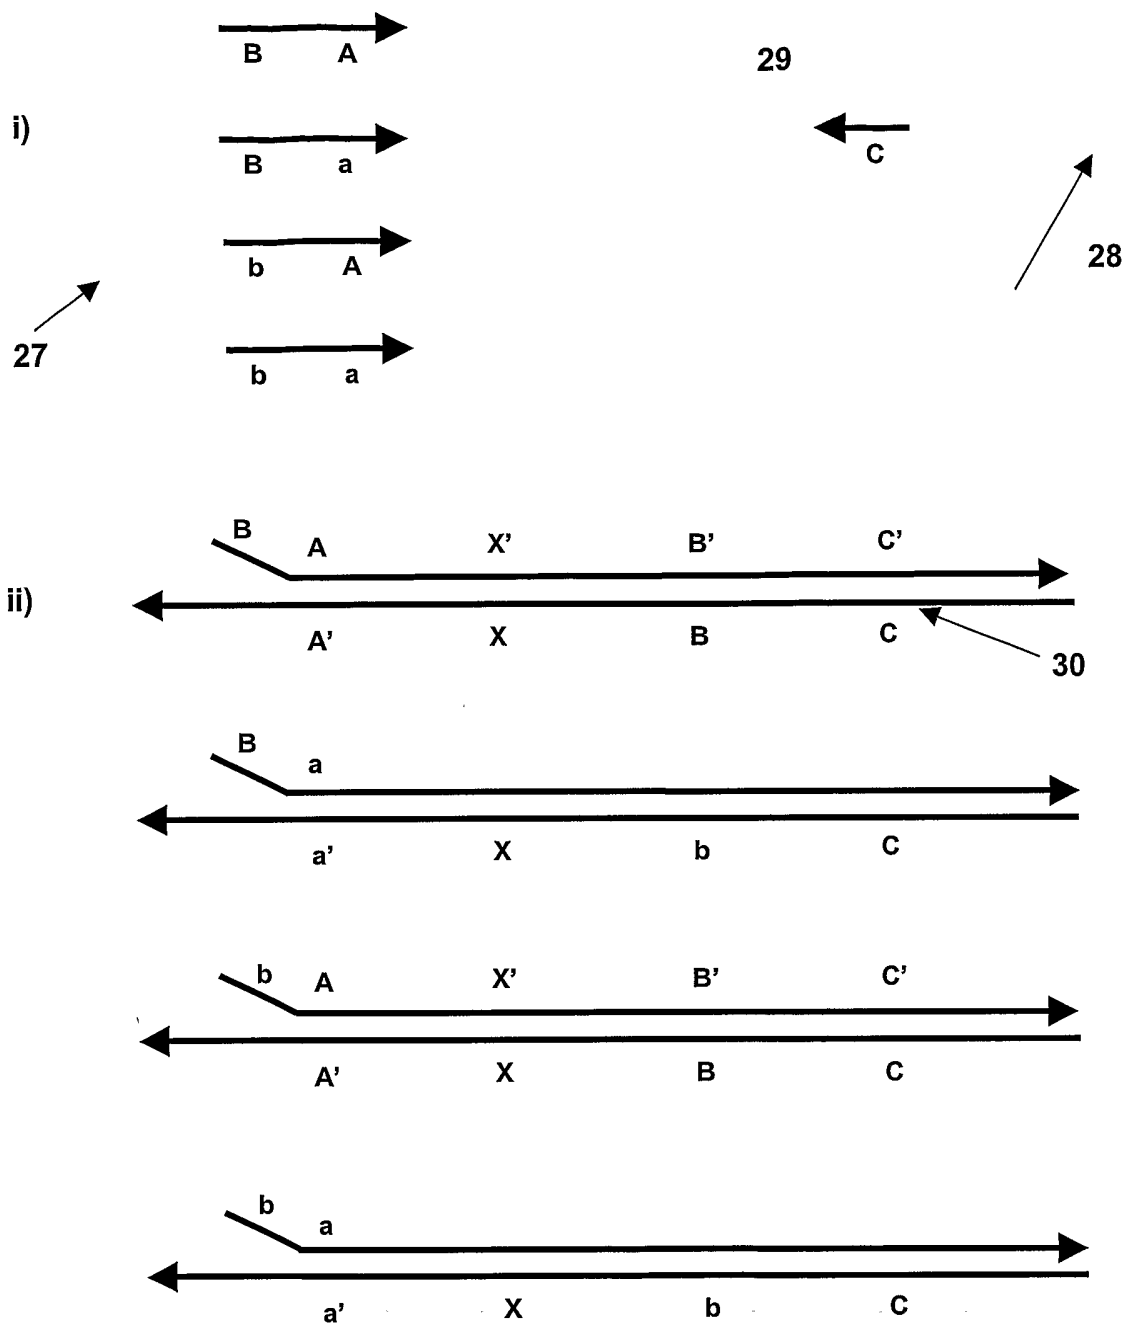 B A
29
i)
C
B a
28
b A
27
b a
B A X' B' C'
ii)
A' X B C
30
B a
a' X b C
b A X' B' C'
A' X B C
b a
a' X b C